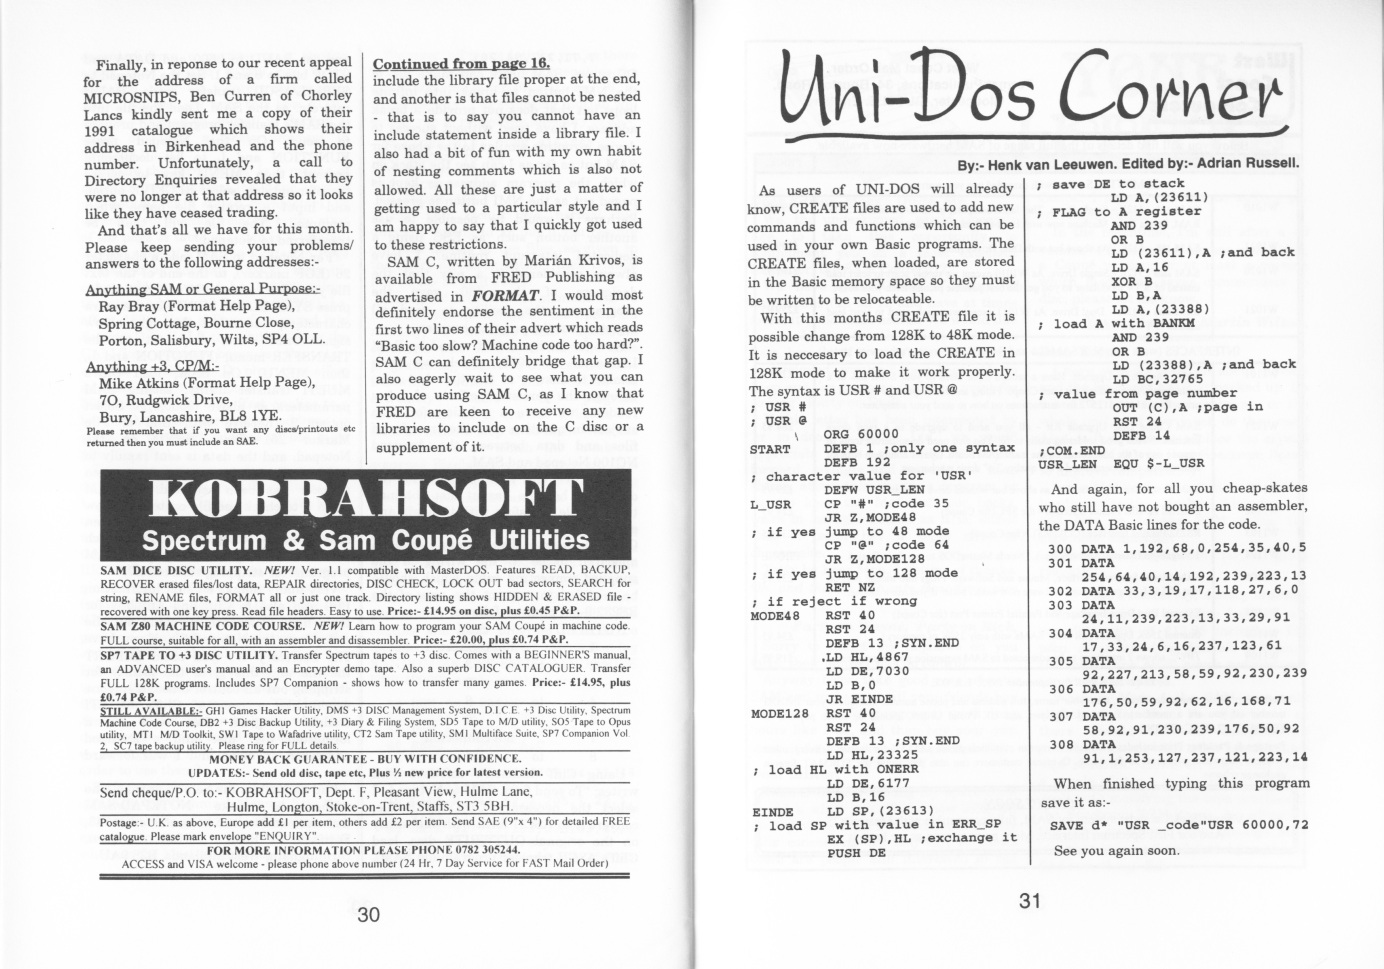 Finally, in reponse to our recent appeal
for the address of a firm called
MICROSNIPS, Ben Curren of Chorley
Lancs kindly sent me a copy of their
1991 catalogue which shows their
address in Birkenhead and the phone
number. Unfortunately, a call to
Directory Enquiries revealed that they
were no longer at that address so it looks
like they have ceased trading.
And that's all we have for this month.
Please keep sending your problems/
answers to the following addresses:-
Anything SAM or General Purpose:-
Ray Bray (Format Help Page),
Spring Cottage, Bourne Close,
Porton, Salisbury, Wilts, SP4 OLL.
Anything +3, CP/M:-
Mike Atkins (Format Help Page),
7O, Rudgwick Drive,
Bury, Lancashire, BL8 1YE.
Please remember that if you want any discs/printouts etc
returned then you must include an SAE.
Continued from page 16.
include the library file proper at the end,
and another is that files cannot be nested
- that is to say you cannot have an
include statement inside a library file. I
also had a bit of fun with my own habit
of nesting comments which is also not
allowed. All these are just a matter of
getting used to a particular style and I
am happy to say that I quickly got used
to these restrictions.
SAM C, written by Marián Krivos, is
available from FRED Publishing as
advertised in FORMAT. I would most
definitely endorse the sentiment in the
first two lines of their advert which reads
"Basic too slow? Machine code too hard?".
SAM C can definitely bridge that gap. I
also eagerly wait to see what you can
produce using SAM C, as I know that
FRED are keen to receive any new
libraries to include on the C disc or a
supplement of it.
KOBRAHSOFT
Spectrum & Sam Coupé Utilities
SAM DICE DISC UTILITY. NEW! Ver. 1.1 compatible with MasterDOS. Features READ, BACKUP,
RECOVER erased files/lost data, REPAIR directories, DISC CHECK, LOCK OUT bad sectors, SEARCH for
string, RENAME files, FORMAT all or just one track. Directory listing shows HIDDEN & ERASED file -
recovered with one key press. Read file headers. Easy to use. Price:- £14.95 on disc, plus £0.45 P&P.
SAM Z80 MACHINE CODE COURSE. NEW! Learn how to program your SAM Coupé in machine code.
FULL course, suitable for all, with an assembler and disassembler. Price:- £20.00, plus £0.74 P&P.
SP7 TAPE TO +3 DISC UTILITY. Transfer Spectrum tapes to +3 disc. Comes with a BEGINNER'S manual,
an ADVANCED user's manual and an Encrypter demo tape. Also a superb DISC CATALOGUER. Transfer
FULL 128K programs. Includes SP7 Companion - shows how to transfer many games. Price:- £14.95, plus
£0.74 P&P.
STILL AVAILABLE:- GH1 Games Hacker Utility, DMS +3 DISC Management System, D I C E. +3 Disc Utility, Spectrum
Machine Code Course, DB2 +3 Disc Backup Utility, +3 Diary & Filing System, SD5 Tape to M/D utility, SO5 Tape to Opus
utility, MT1 M/D Toolkit, SW1 Tape to Wafadrive utility, CT2 Sam Tape utility, SM1 Multiface Suite, SP7 Companion Vol.
2, SC7 tape backup utility. Please ring for FULL details.
MONEY BACK GUARANTEE - BUY WITH CONFIDENCE.
UPDATES:- Send old disc, tape etc, Plus ½ new price for latest version.
Send cheque/P.O. to:- KOBRAHSOFT, Dept. F, Pleasant View, Hulme Lane,
Hulme, Longton, Stoke-on-Trent, Staffs, ST3 5BH.
Postage:- U.K. as above, Europe add £1 per item, others add £2 per item. Send SAE (9"x 4") for detailed FREE
catalogue. Please mark envelope "ENQUIRY".
FOR MORE INFORMATION PLEASE PHONE 0782 305244.
ACCESS and VISA welcome - please phone above number (24 Hr, 7 Day Service for FAST Mail Order)
30
Uni-Dos Corner
By:- Henk van Leeuwen. Edited by:- Adrian Russell.
As users of UNI-DOS will already
know, CREATE files are used to add new
commands and functions which can be
used in your own Basic programs. The
CREATE files, when loaded, are stored
in the Basic memory space so they must
be written to be relocateable.
With this months CREATE file it is
possible change from 128K to 48K mode.
It is neccesary to load the CREATE in
128K mode to make it work properly.
The syntax is USR # and USR @
; USR #
; USR @
ORG 60000
START DEFB 1 ;only one syntax
DEFB 192
; character value for 'USR'
DEFW USR_LEN
L_USR CP "#" ;code 35
JR Z,MODE48
; if yes jump to 48 mode
CP "@" ;code 64
JR Z,MODE128
; if yes jump to 128 mode
RET NZ
; if reject if wrong
MODE48 RST 40
RST 24
DEFB 13 ;SYN.END
LD HL,4867
LD DE,7030
LD B,0
JR EINDE
MODE128 RST 40
RST 24
DEFB 13 ;SYN.END
LD HL,23325
; load HL with ONERR
LD DE,6177
LD B,16
EINDE LD SP,(23613)
; load SP with value in ERR_SP
EX (SP),HL ;exchange it
PUSH DE
; save DE to stack
LD A,(23611)
; FLAG to A register
AND 239
OR B
LD (23611),A ;and back
LD A,16
XOR B
LD B,A
LD A,(23388)
; load A with BANKM
AND 239
OR B
LD (23388),A ;and back
LD BC,32765
; value from page number
OUT (C),A ;page in
RST 24
DEFB 14
;COM.END
USR_LEN EQU $-L_USR
And again, for all you cheap-skates
who still have not bought an assembler,
the DATA Basic lines for the code.
300 DATA 1,192,68,0,254,35,40,5
301 DATA
254,64,40,14,192,239,223,13
302 DATA 33,3,19,17,118,27,6,0
303 DATA
24,11,239,223,13,33,29,91
304 DATA
17,33,24,6,16,237,123,61
305 DATA
92,227,213,58,59,92,230,239
306 DATA
176,50,59,92,62,16,168,71
307 DATA
58,92,91,230,239,176,50,92
308 DATA
91,1,253,127,237,121,223,14
When finished typing this program
save it as:-
SAVE d* "USR _code"USR 60000,72
See you again soon.
31